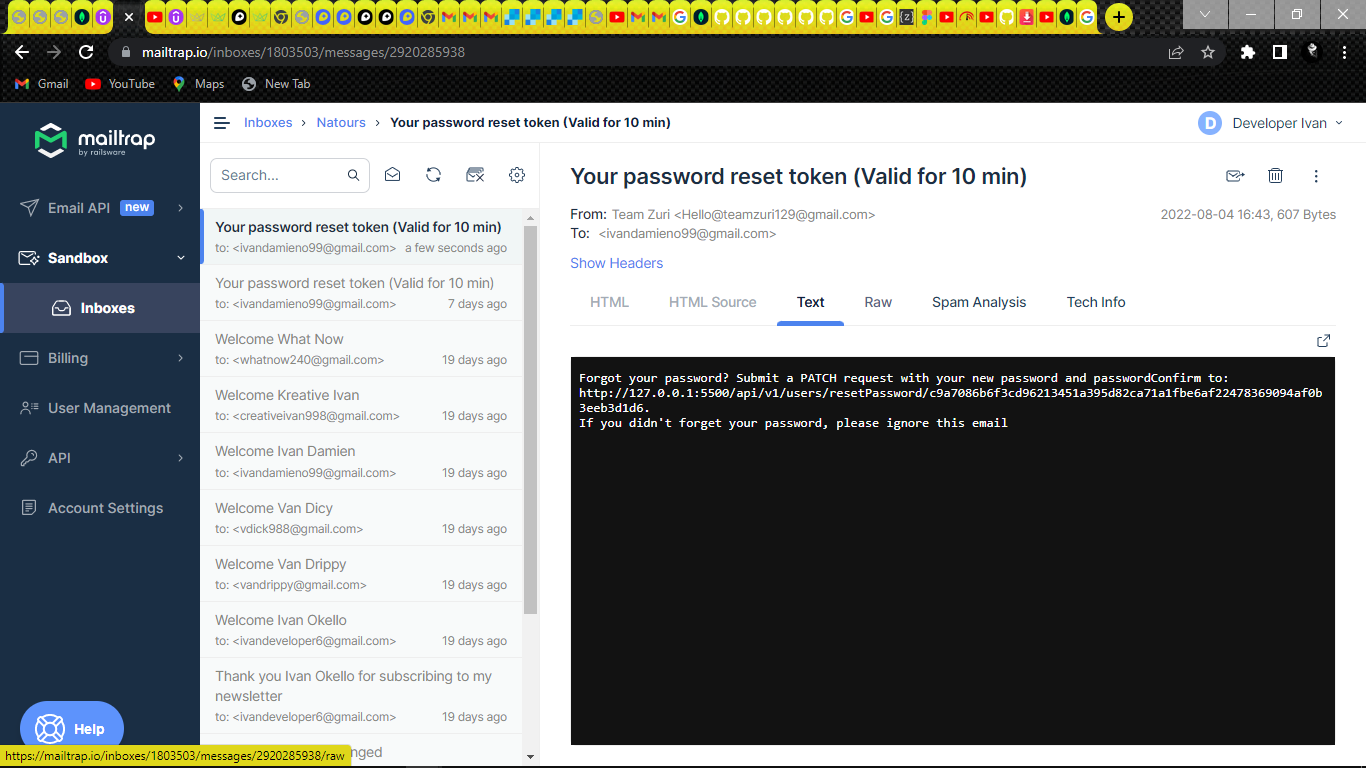 mailtrap.io/inboxes/1803503/messages/2920285938
Gmail
YouTube
Maps
New Tab
mailtrap
by railsware
Email API new
Sandbox
Inboxes
Billing
User Management
API
Account Settings
Help
https://mailtrap.io/inboxes/1803503/messages/2920285938/raw
Inboxes › Natours › Your password reset token (Valid for 10 min)
D Developer Ivan
Search...
Your password reset token (Valid for 10 min)
to: <ivandamieno99@gmail.com> a few seconds ago
Your password reset token (Valid for 10 min)
to: <ivandamieno99@gmail.com> 7 days ago
Welcome What Now
to: <whatnow240@gmail.com> 19 days ago
Welcome Kreative Ivan
to: <creativeivan998@gmail.com> 19 days ago
Welcome Ivan Damien
to: <ivandamieno99@gmail.com> 19 days ago
Welcome Van Dicy
to: <vdick988@gmail.com> 19 days ago
Welcome Van Drippy
to: <vandrippy@gmail.com> 19 days ago
Welcome Ivan Okello
to: <ivandeveloper6@gmail.com> 19 days ago
Thank you Ivan Okello for subscribing to my
newsletter
to: <ivandeveloper6@gmail.com> 19 days ago
nged
Your password reset token (Valid for 10 min)
From: Team Zuri <Hello@teamzuri129@gmail.com>
2022-08-04 16:43, 607 Bytes
To: <ivandamieno99@gmail.com>
Show Headers
HTML
HTML Source
Text
Raw
Spam Analysis
Tech Info
Forgot your password? Submit a PATCH request with your new password and passwordConfirm to:
http://127.0.0.1:5500/api/v1/users/resetPassword/c9a7086b6f3cd96213451a395d82ca71a1fbe6af22478369094af0b
3eeb3d1d6.
If you didn't forget your password, please ignore this email